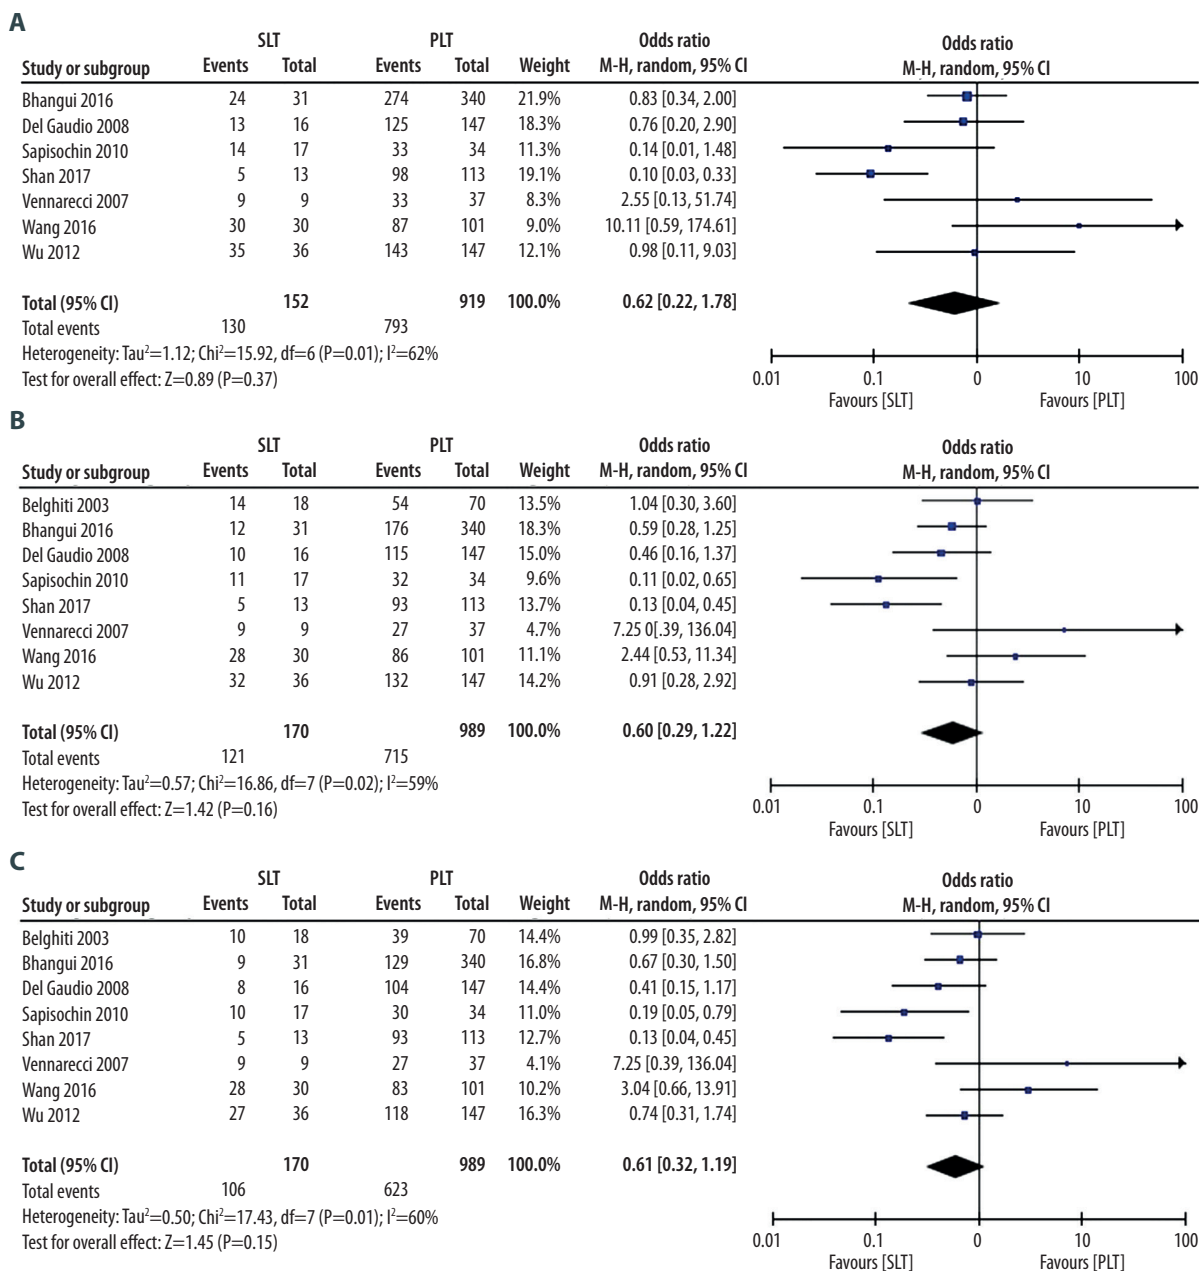 A
SLT PLT Odds ratio Odds ratio
Study or subgroup Events Total Events Total Weight M-H, random, 95% CI M-H, random, 95% CI
Bhangui 2016 24 31 274 340 21.9% 0.83 [0.34, 2.00]
Del Gaudio 2008 13 16 125 147 18.3% 0.76 [0.20, 2.90]
Sapisochin 2010 14 17 33 34 11.3% 0.14 [0.01, 1.48]
Shan 2017 5 13 98 113 19.1% 0.10 [0.03, 0.33]
Vennarecci 2007 9 9 33 37 8.3% 2.55 [0.13, 51.74]
Wang 2016 30 30 87 101 9.0% 10.11 [0.59, 174.61]
Wu 2012 35 36 143 147 12.1% 0.98 [0.11, 9.03]
Total (95% CI) 152 919 100.0% 0.62 [0.22, 1.78]
Total events 130 793
Heterogeneity: Tau²=1.12; Chi²=15.92, df=6 (P=0.01); I²=62%
Test for overall effect: Z=0.89 (P=0.37)
0.01 0.1 0 10 100
Favours [SLT] Favours [PLT]
B
SLT PLT Odds ratio Odds ratio
Study or subgroup Events Total Events Total Weight M-H, random, 95% CI M-H, random, 95% CI
Belghiti 2003 14 18 54 70 13.5% 1.04 [0.30, 3.60]
Bhangui 2016 12 31 176 340 18.3% 0.59 [0.28, 1.25]
Del Gaudio 2008 10 16 115 147 15.0% 0.46 [0.16, 1.37]
Sapisochin 2010 11 17 32 34 9.6% 0.11 [0.02, 0.65]
Shan 2017 5 13 93 113 13.7% 0.13 [0.04, 0.45]
Vennarecci 2007 9 9 27 37 4.7% 7.25 0[.39, 136.04]
Wang 2016 28 30 86 101 11.1% 2.44 [0.53, 11.34]
Wu 2012 32 36 132 147 14.2% 0.91 [0.28, 2.92]
Total (95% CI) 170 989 100.0% 0.60 [0.29, 1.22]
Total events 121 715
Heterogeneity: Tau²=0.57; Chi²=16.86, df=7 (P=0.02); I²=59%
Test for overall effect: Z=1.42 (P=0.16)
0.01 0.1 0 10 100
Favours [SLT] Favours [PLT]
C
SLT PLT Odds ratio Odds ratio
Study or subgroup Events Total Events Total Weight M-H, random, 95% CI M-H, random, 95% CI
Belghiti 2003 10 18 39 70 14.4% 0.99 [0.35, 2.82]
Bhangui 2016 9 31 129 340 16.8% 0.67 [0.30, 1.50]
Del Gaudio 2008 8 16 104 147 14.4% 0.41 [0.15, 1.17]
Sapisochin 2010 10 17 30 34 11.0% 0.19 [0.05, 0.79]
Shan 2017 5 13 93 113 12.7% 0.13 [0.04, 0.45]
Vennarecci 2007 9 9 27 37 4.1% 7.25 [0.39, 136.04]
Wang 2016 28 30 83 101 10.2% 3.04 [0.66, 13.91]
Wu 2012 27 36 118 147 16.3% 0.74 [0.31, 1.74]
Total (95% CI) 170 989 100.0% 0.61 [0.32, 1.19]
Total events 106 623
Heterogeneity: Tau²=0.50; Chi²=17.43, df=7 (P=0.01); I²=60%
Test for overall effect: Z=1.45 (P=0.15)
0.01 0.1 0 10 100
Favours [SLT] Favours [PLT]